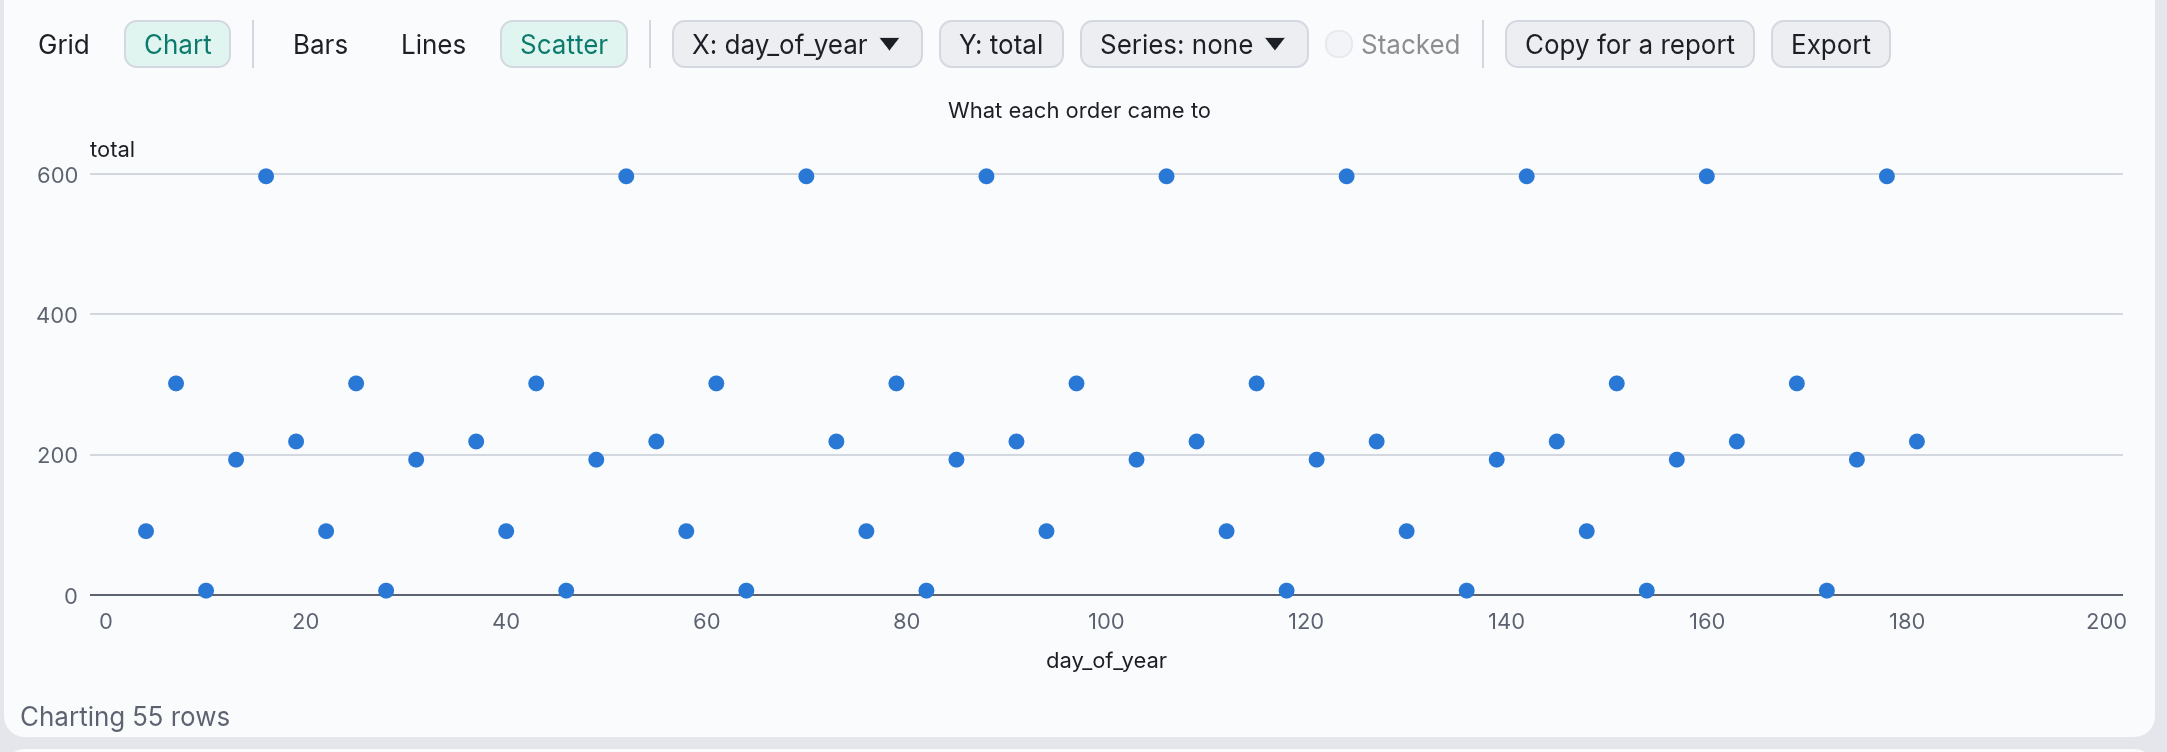 Grid Chart Bars Lines Scatter X: day_of_year Y: total Series: none Stacked Copy for a report Export
What each order came to
total
600
400
200
0
0 20 40 60 80 100 120 140 160 180 200
day_of_year
Charting 55 rows